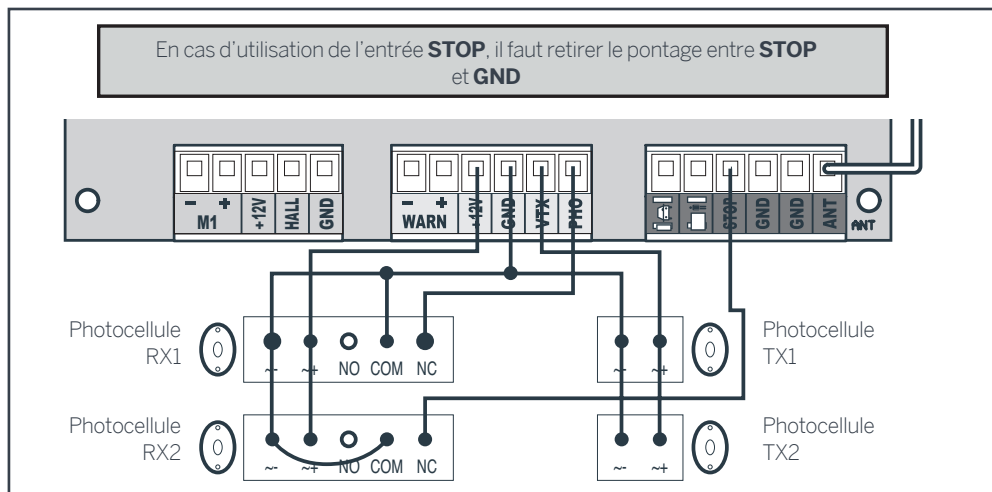 En cas d'utilisation de l'entrée STOP, il faut retirer le pontage entre STOP
et GND
- +
M1
+12V
HALL
GND
- +
WARN
+12V
GND
VTX
PHO
STOP
GND
GND
ANT
ANT
Photocellule
RX1
~- ~+ NO COM NC
Photocellule
TX1
~- ~+
Photocellule
RX2
~- ~+ NO COM NC
Photocellule
TX2
~- ~+